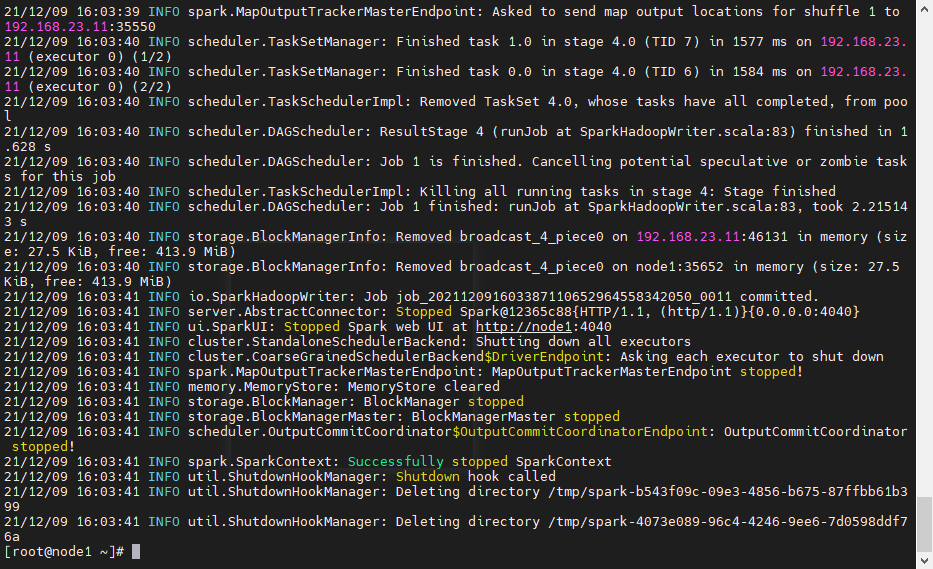 21/12/09 16:03:39 INFO spark.MapOutputTrackerMasterEndpoint: Asked to send map output locations for shuffle 1 to
192.168.23.11:35550
21/12/09 16:03:40 INFO scheduler.TaskSetManager: Finished task 1.0 in stage 4.0 (TID 7) in 1577 ms on 192.168.23.
11 (executor 0) (1/2)
21/12/09 16:03:40 INFO scheduler.TaskSetManager: Finished task 0.0 in stage 4.0 (TID 6) in 1584 ms on 192.168.23.
11 (executor 0) (2/2)
21/12/09 16:03:40 INFO scheduler.TaskSchedulerImpl: Removed TaskSet 4.0, whose tasks have all completed, from poo
l
21/12/09 16:03:40 INFO scheduler.DAGScheduler: ResultStage 4 (runJob at SparkHadoopWriter.scala:83) finished in 1
.628 s
21/12/09 16:03:40 INFO scheduler.DAGScheduler: Job 1 is finished. Cancelling potential speculative or zombie task
s for this job
21/12/09 16:03:40 INFO scheduler.TaskSchedulerImpl: Killing all running tasks in stage 4: Stage finished
21/12/09 16:03:40 INFO scheduler.DAGScheduler: Job 1 finished: runJob at SparkHadoopWriter.scala:83, took 2.21514
3 s
21/12/09 16:03:40 INFO storage.BlockManagerInfo: Removed broadcast_4_piece0 on 192.168.23.11:46131 in memory (siz
e: 27.5 KiB, free: 413.9 MiB)
21/12/09 16:03:40 INFO storage.BlockManagerInfo: Removed broadcast_4_piece0 on node1:35652 in memory (size: 27.5
KiB, free: 413.9 MiB)
21/12/09 16:03:41 INFO io.SparkHadoopWriter: Job job_20211209160338711065296455834​2050_0011 committed.
21/12/09 16:03:41 INFO server.AbstractConnector: Stopped Spark@12365c88{HTTP/1.1, (http/1.1)}{0.0.0.0:4040}
21/12/09 16:03:41 INFO ui.SparkUI: Stopped Spark web UI at http://node1:4040
21/12/09 16:03:41 INFO cluster.StandaloneSchedulerBackend: Shutting down all executors
21/12/09 16:03:41 INFO cluster.CoarseGrainedSchedulerBackend$DriverEndpoint: Asking each executor to shut down
21/12/09 16:03:41 INFO spark.MapOutputTrackerMasterEndpoint: MapOutputTrackerMasterEndpoint stopped!
21/12/09 16:03:41 INFO memory.MemoryStore: MemoryStore cleared
21/12/09 16:03:41 INFO storage.BlockManager: BlockManager stopped
21/12/09 16:03:41 INFO storage.BlockManagerMaster: BlockManagerMaster stopped
21/12/09 16:03:41 INFO scheduler.OutputCommitCoordinator$OutputCommitCoordinatorEndpoint: OutputCommitCoordinator
stopped!
21/12/09 16:03:41 INFO spark.SparkContext: Successfully stopped SparkContext
21/12/09 16:03:41 INFO util.ShutdownHookManager: Shutdown hook called
21/12/09 16:03:41 INFO util.ShutdownHookManager: Deleting directory /tmp/spark-b543f09c-09e3-4856-b675-87ffbb61b3
99
21/12/09 16:03:41 INFO util.ShutdownHookManager: Deleting directory /tmp/spark-4073e089-96c4-4246-9ee6-7d0598ddf7
6a
[root@node1 ~]#